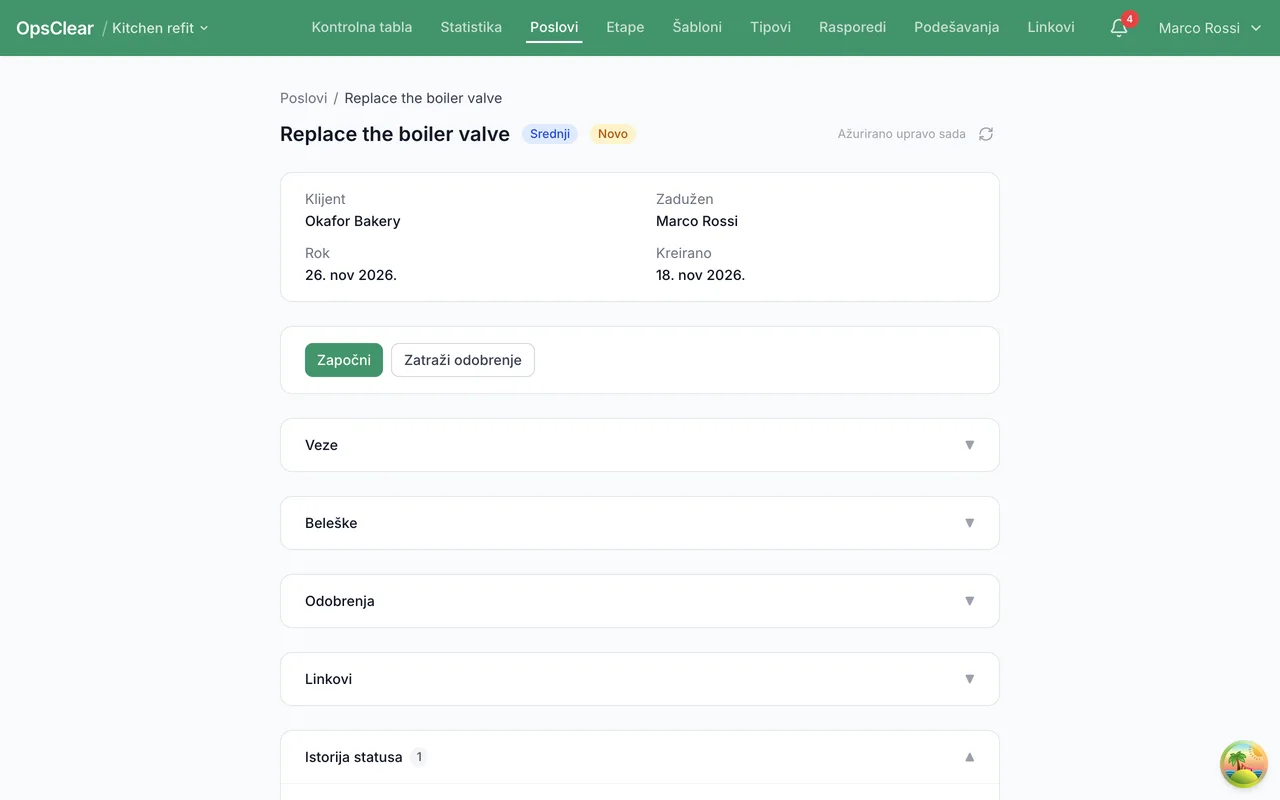 OpsClear / Kitchen refit Kontrolna tabla Statistika Poslovi Etape Šabloni Tipovi Rasporedi Podešavanja Linkovi 4 Marco Rossi
Poslovi / Replace the boiler valve
Replace the boiler valve Srednji Novo Ažurirano upravo sada
Klijent Zadužen
Okafor Bakery Marco Rossi
Rok Kreirano
26. nov 2026. 18. nov 2026.
Započni Zatraži odobrenje
Veze
Beleške
Odobrenja
Linkovi
Istorija statusa 1